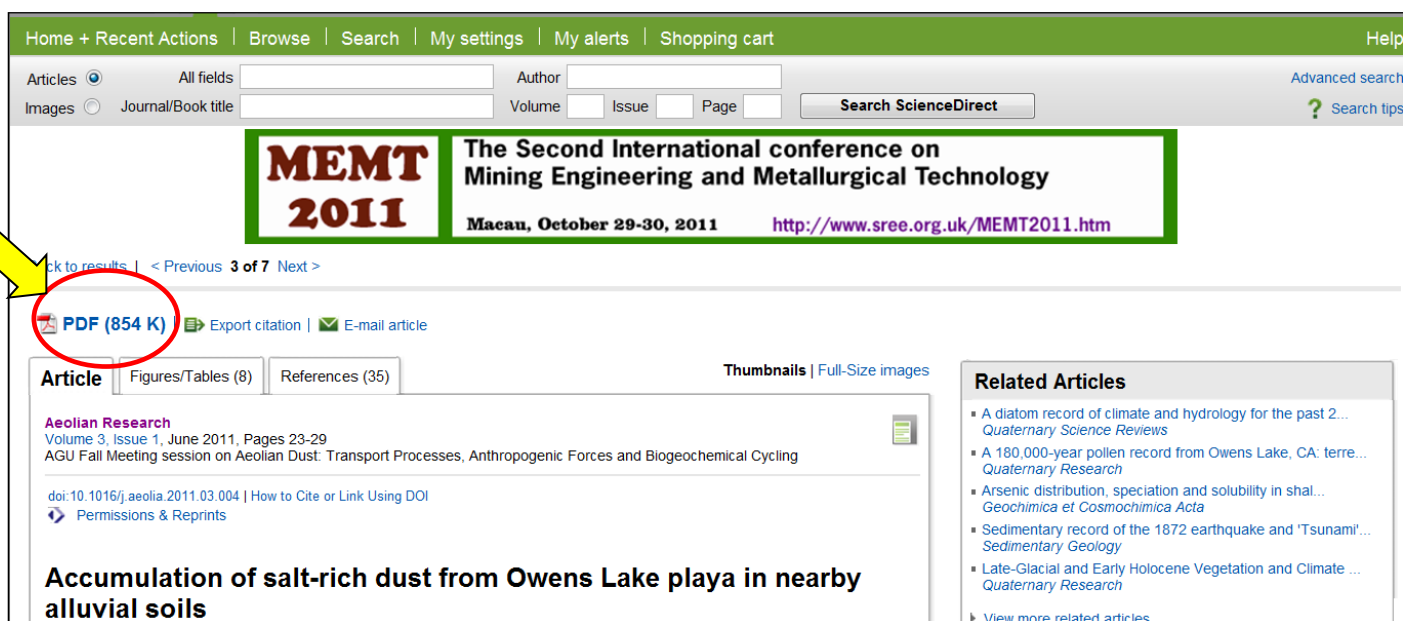 Home + Recent Actions | Browse | Search | My settings | My alerts | Shopping cart Help
Articles All fields Author Advanced search
Images Journal/Book title Volume Issue Page Search ScienceDirect ? Search tips
MEMT
2011
The Second International conference on
Mining Engineering and Metallurgical Technology
Macau, October 29-30, 2011 http://www.sree.org.uk/MEMT2011.htm
to results | < Previous 3 of 7 Next >
PDF (854 K) | Export citation | E-mail article
Article Figures/Tables (8) References (35) Thumbnails | Full-Size images
Aeolian Research
Volume 3, Issue 1, June 2011, Pages 23-29
AGU Fall Meeting session on Aeolian Dust: Transport Processes, Anthropogenic Forces and Biogeochemical Cycling
doi:10.1016/j.aeolia.2011.03.004 | How to Cite or Link Using DOI
Permissions & Reprints
Accumulation of salt-rich dust from Owens Lake playa in nearby
alluvial soils
Related Articles
A diatom record of climate and hydrology for the past 2...
Quaternary Science Reviews
A 180,000-year pollen record from Owens Lake, CA: terre...
Quaternary Research
Arsenic distribution, speciation and solubility in shal...
Geochimica et Cosmochimica Acta
Sedimentary record of the 1872 earthquake and 'Tsunami'...
Sedimentary Geology
Late-Glacial and Early Holocene Vegetation and Climate ...
Quaternary Research
View more related articles